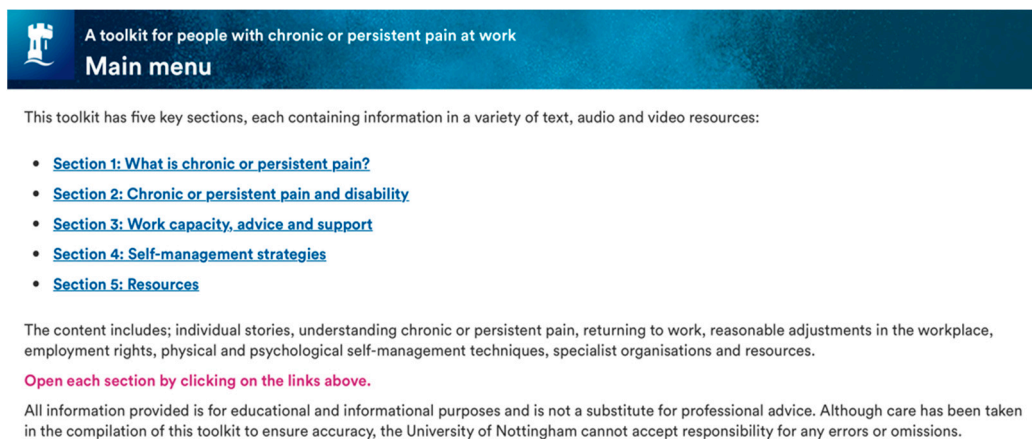 A toolkit for people with chronic or persistent pain at work
Main menu
This toolkit has five key sections, each containing information in a variety of text, audio and video resources:
• Section 1: What is chronic or persistent pain?
• Section 2: Chronic or persistent pain and disability
• Section 3: Work capacity, advice and support
• Section 4: Self-management strategies
• Section 5: Resources
The content includes; individual stories, understanding chronic or persistent pain, returning to work, reasonable adjustments in the workplace,
employment rights, physical and psychological self-management techniques, specialist organisations and resources.
Open each section by clicking on the links above.
All information provided is for educational and informational purposes and is not a substitute for professional advice. Although care has been taken
in the compilation of this toolkit to ensure accuracy, the University of Nottingham cannot accept responsibility for any errors or omissions.